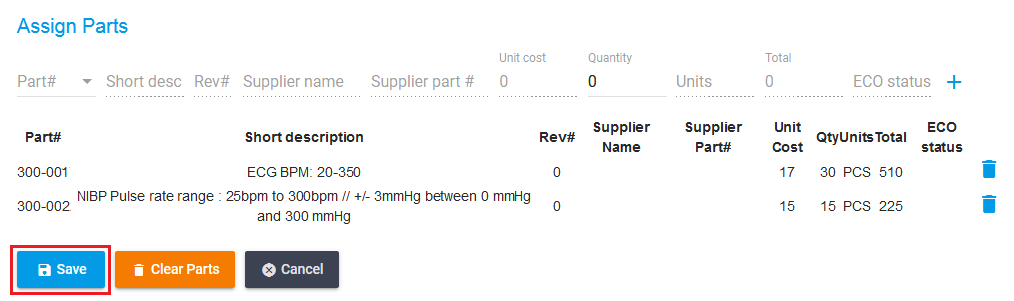 Assign Parts
Unit cost Quantity Total
Part# Short desc Rev# Supplier name Supplier part # 0 0 Units 0 ECO status
Part# Short description Rev# Supplier Name Supplier Part# Unit Cost Qty Units Total ECO status
300-001 ECG BPM: 20-350 0 17 30 PCS 510
300-002 NIBP Pulse rate range : 25bpm to 300bpm // +/- 3mmHg between 0 mmHg
and 300 mmHg 0 15 15 PCS 225
Save Clear Parts Cancel